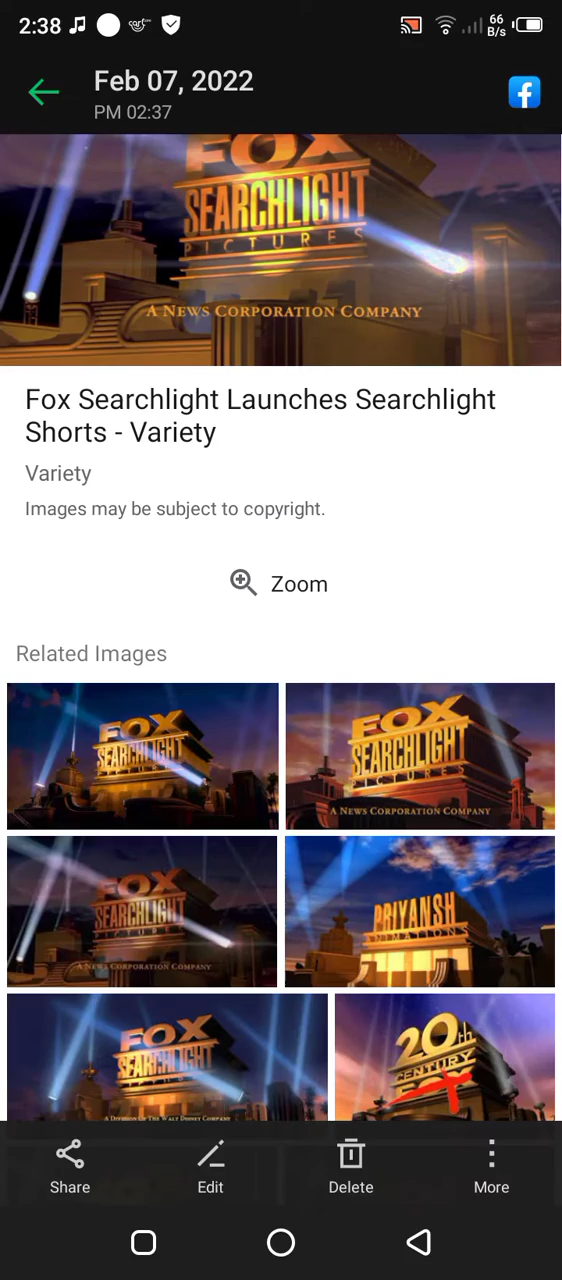 2:38
66
B/s
Feb 07, 2022
PM 02:37
FOX
SEARCHLIGHT
PICTURES
A NEWS CORPORATION COMPANY
Fox Searchlight Launches Searchlight
Shorts - Variety
Variety
Images may be subject to copyright.
Zoom
Related Images
FOX
SEARCHLIGHT
PICTURES
FOX
SEARCHLIGHT
PICTURES
A NEWS CORPORATION COMPANY
FOX
SEARCHLIGHT
PICTURES
A NEWS CORPORATION COMPANY
PRIYANSH
ANIMATIONS
FOX
SEARCHLIGHT
PICTURES
A DIVISION OF THE WALT DISNEY COMPANY
20th
CENTURY
FOX
Share
Edit
Delete
More